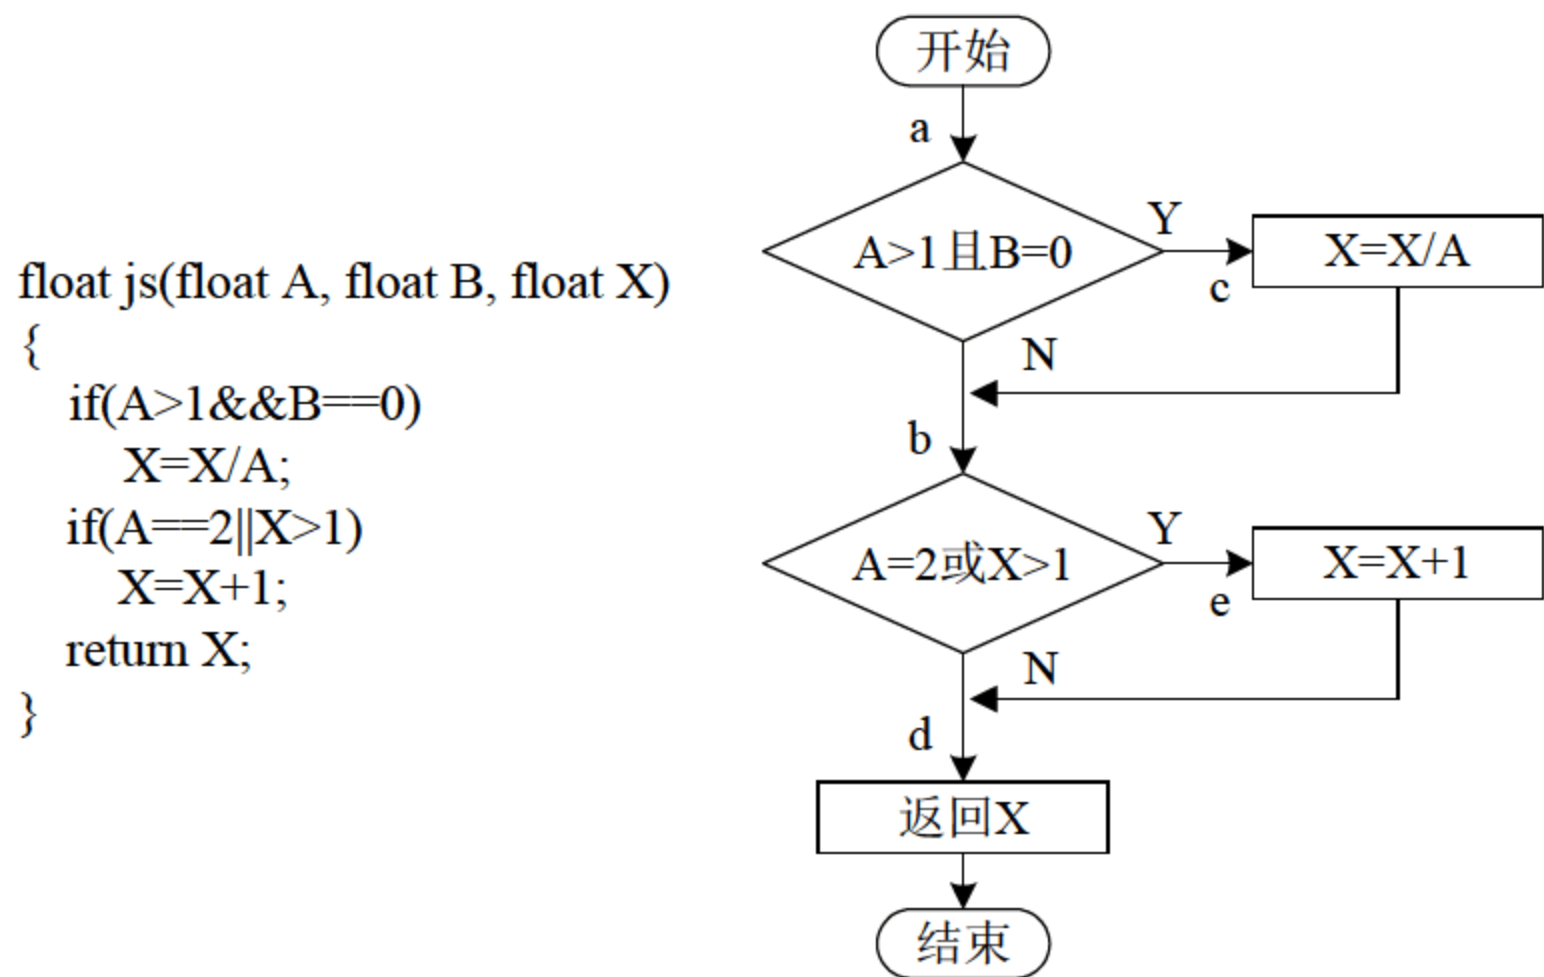 float js(float A, float B, float X)
{
if(A>1&&B==0)
X=X/A;
if(A==2||X>1)
X=X+1;
return X;
}
开始
a
A>1且B=0
Y
c
X=X/A
N
b
A=2或X>1
Y
e
X=X+1
N
d
返回X
结束